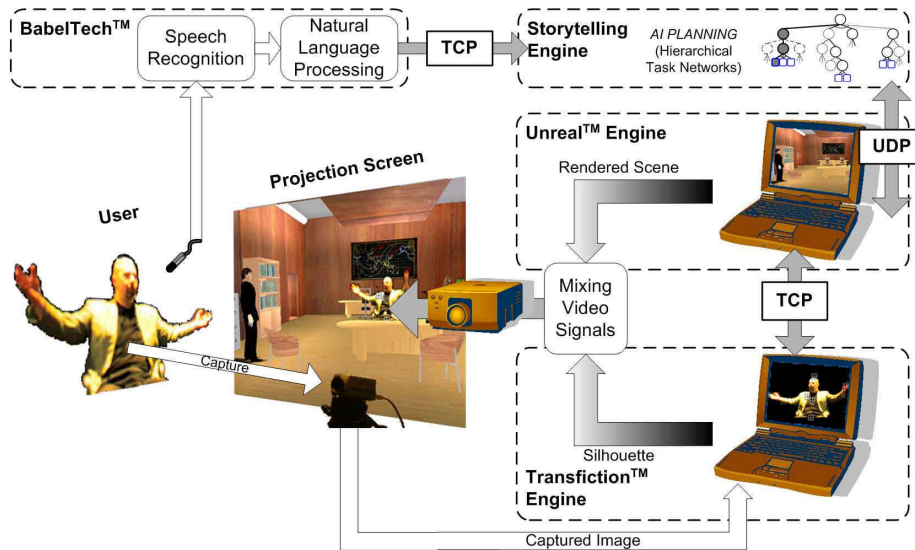 BabelTech™
Speech
Recognition
Natural
Language
Processing
TCP
Storytelling
Engine
AI PLANNING
(Hierarchical
Task Networks)
Unreal™ Engine
UDP
Rendered Scene
Projection Screen
User
Mixing
Video
Signals
TCP
Capture
Silhouette
Transfiction™
Engine
Captured Image